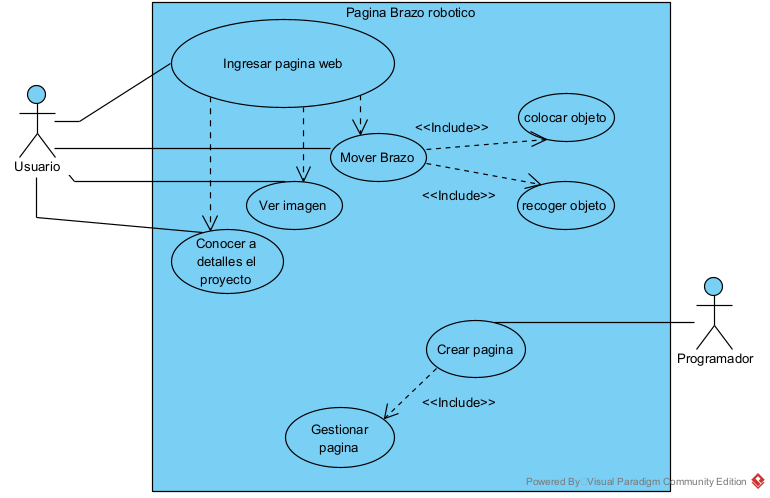 Pagina Brazo robotico
Ingresar pagina web
Usuario
<<Include>>
colocar objeto
Mover Brazo
<<Include>>
recoger objeto
Ver imagen
Conocer a
detalles el
proyecto
Programador
Crear pagina
<<Include>>
Gestionar
pagina
Powered By Visual Paradigm Community Edition